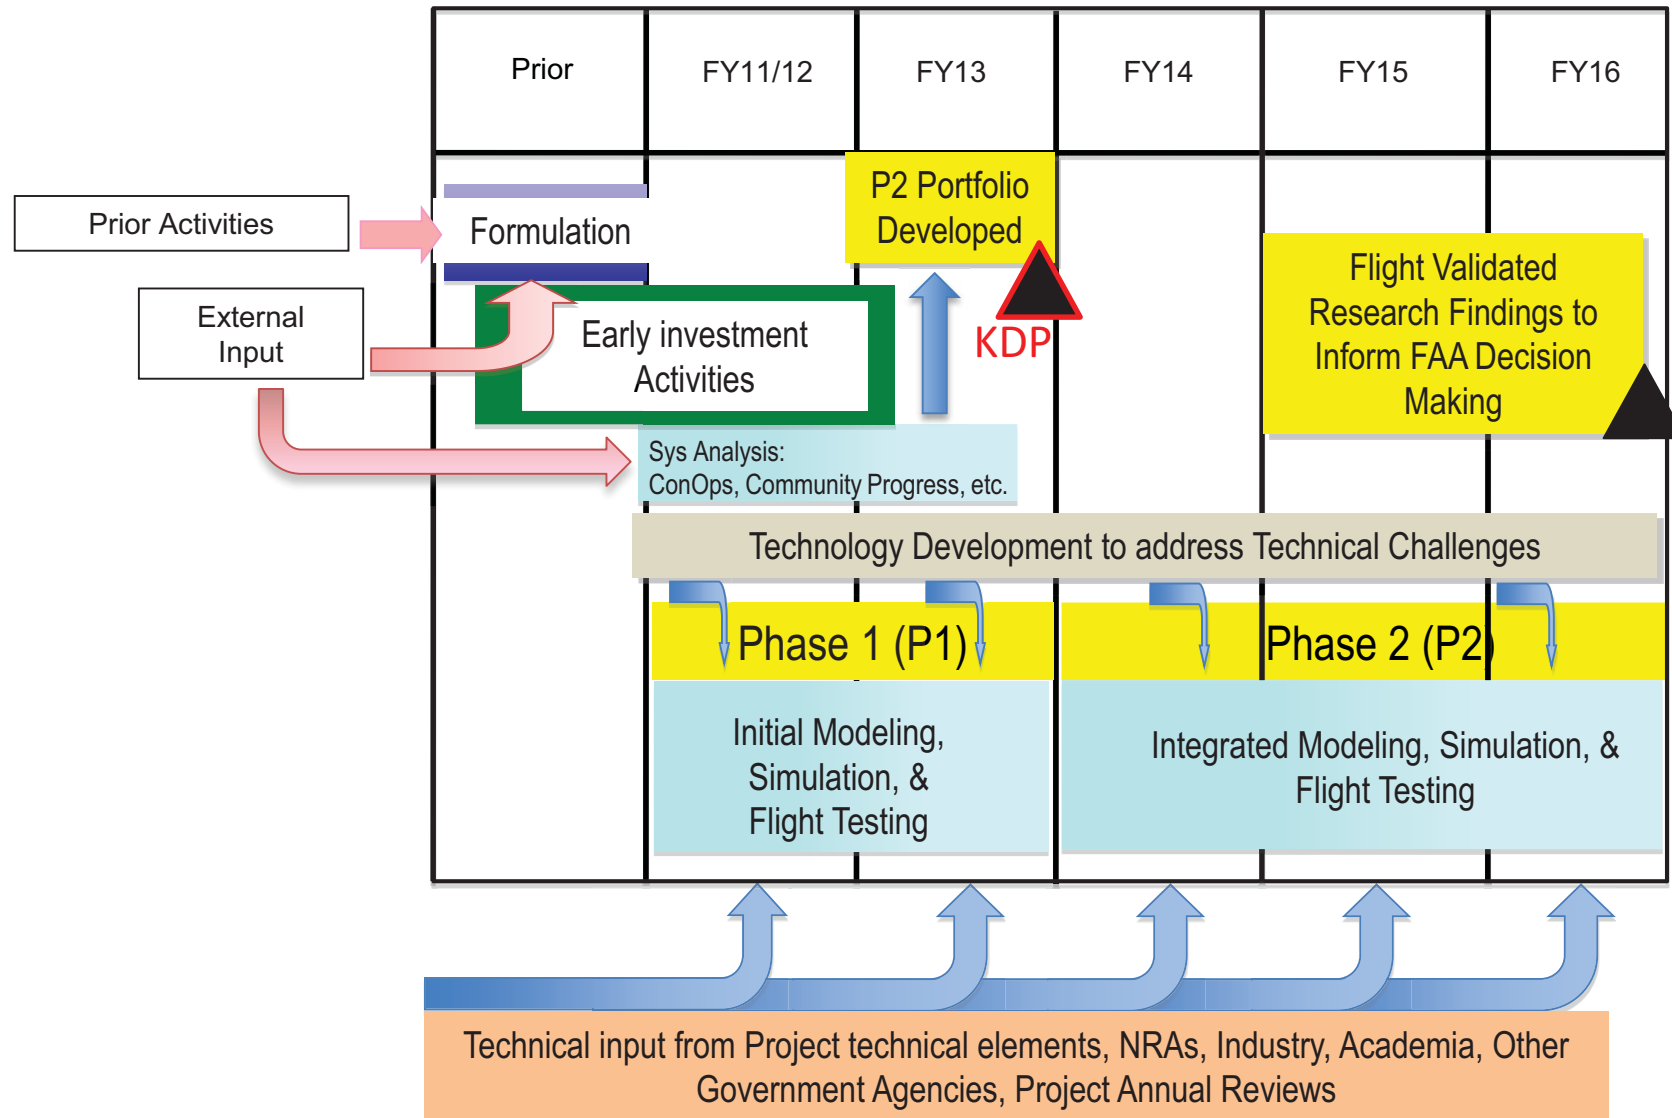 Prior
FY11/12
FY13
FY14
FY15
FY16
Prior Activities
Formulation
P2 Portfolio
Developed
KDP
External
Input
Early investment
Activities
Flight Validated
Research Findings to
Inform FAA Decision
Making
Sys Analysis:
ConOps, Community Progress, etc.
Technology Development to address Technical Challenges
Phase 1 (P1)
Phase 2 (P2)
Initial Modeling,
Simulation, &
Flight Testing
Integrated Modeling, Simulation, &
Flight Testing
Technical input from Project technical elements, NRAs, Industry, Academia, Other
Government Agencies, Project Annual Reviews